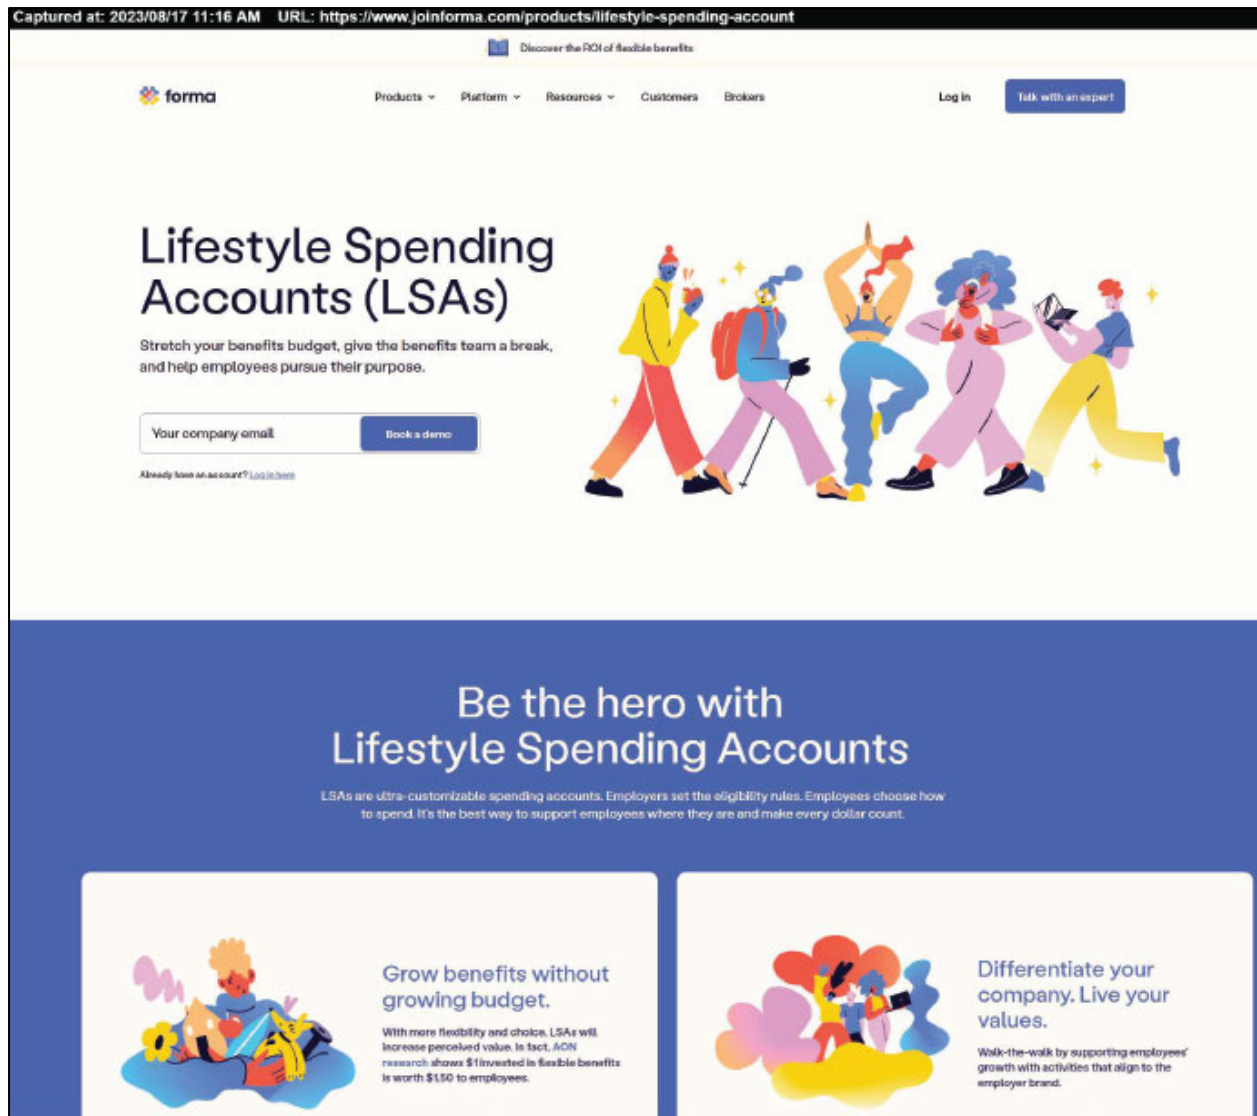 Captured at: 2023/08/17 11:16 AM URL: https://www.joinforma.com/products/lifestyle-spending-account
Discover the ROI of flexible benefits
forma
Products Platform Resources Customers Brokers Log in Talk with an expert
Lifestyle Spending
Accounts (LSAs)
Stretch your benefits budget, give the benefits team a break,
and help employees pursue their purpose.
Your company email Book a demo
Already have an account? Log in here
Be the hero with
Lifestyle Spending Accounts
LSAs are ultra-customizable spending accounts. Employers set the eligibility rules. Employees choose how
to spend. It's the best way to support employees where they are and make every dollar count.
Grow benefits without
growing budget.
With more flexibility and choice, LSAs will
increase perceived value. In fact, AON
research shows $1 invested in flexible benefits
is worth $1.50 to employees.
Differentiate your
company. Live your
values.
Walk-the-walk by supporting employees'
growth with activities that align to the
employer brand.